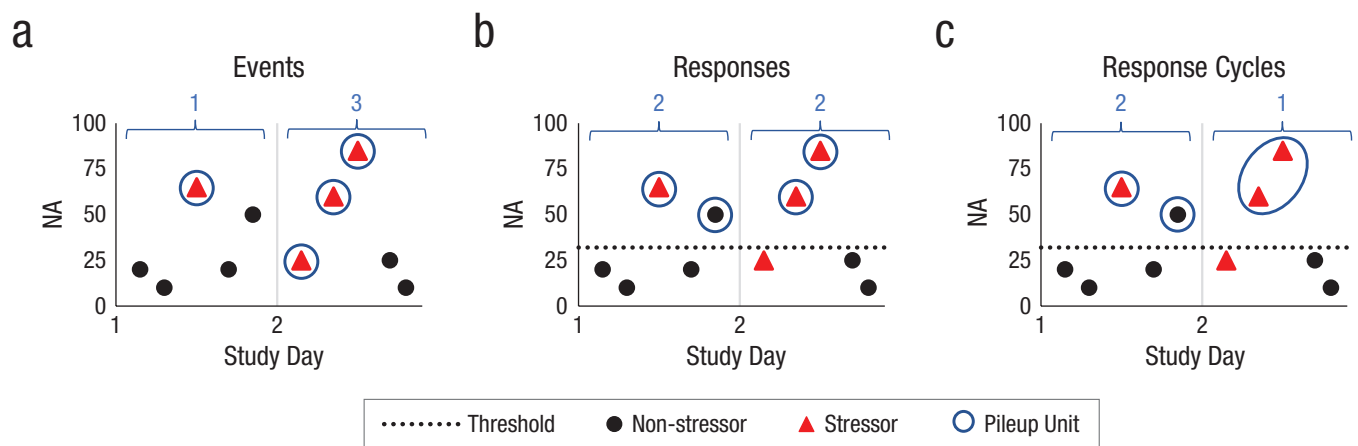 a
Events
1
3
NA
100
75
50
25
0
1
2
Study Day
b
Responses
2
2
NA
100
75
50
25
0
1
2
Study Day
c
Response Cycles
2
1
NA
100
75
50
25
0
1
2
Study Day
Threshold
Non-stressor
Stressor
Pileup Unit